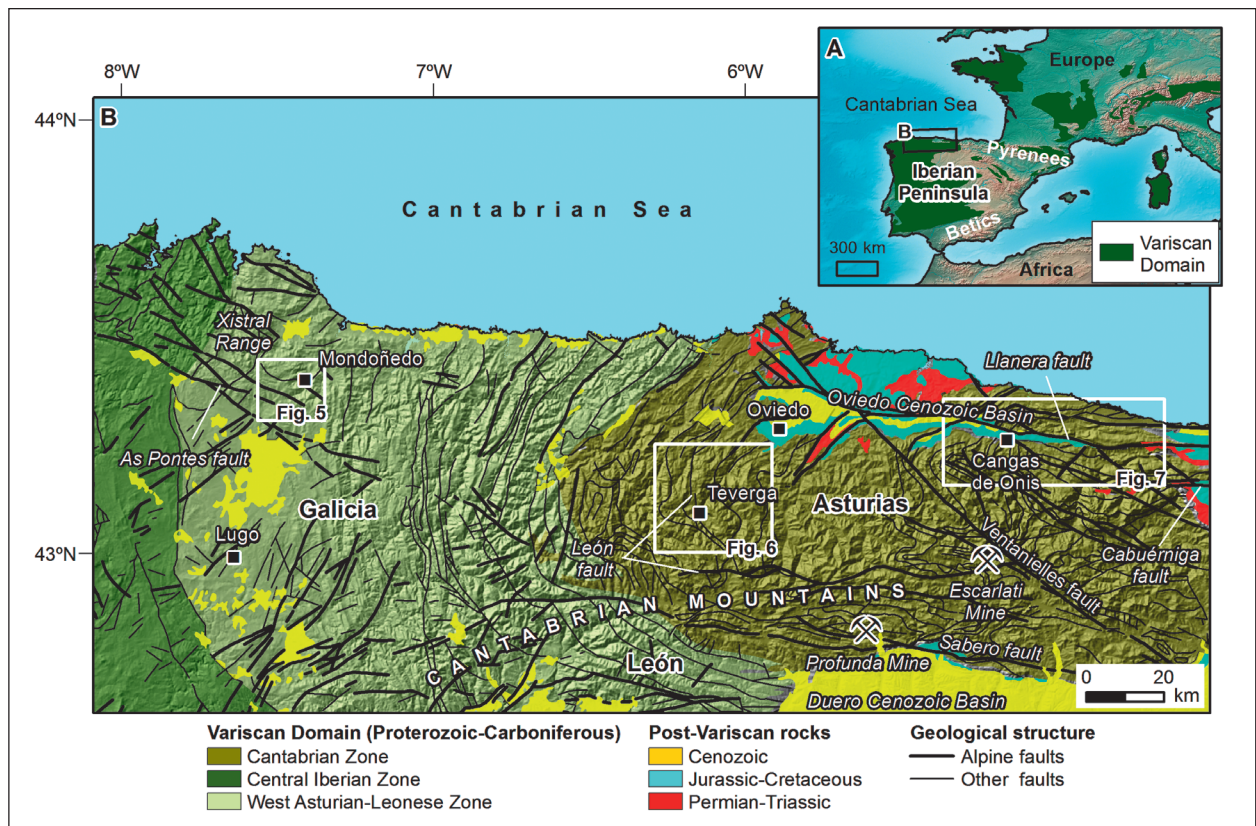 8ºW
7ºW
6ºW
44ºN
43ºN
A
Europe
Cantabrian Sea
B
Pyrenees
Iberian
Peninsula
Betics
300 km
Africa
Variscan
Domain
B
Cantabrian Sea
Xistral
Range
Mondoñedo
Fig. 5
As Pontes fault
Galicia
Lugo
Llanera fault
Oviedo Cenozoic Basin
Oviedo
Cangas
de Onis
Fig. 7
Teverga
Asturias
León
fault
Fig. 6
Ventanielles fault
Cabuérniga
fault
Escarlati
Mine
CANTABRIAN MOUNTAINS
Sabero fault
León
Profunda Mine
Duero Cenozoic Basin
0 20
km
Variscan Domain (Proterozoic-Carboniferous)
Cantabrian Zone
Central Iberian Zone
West Asturian-Leonese Zone
Post-Variscan rocks
Cenozoic
Jurassic-Cretaceous
Permian-Triassic
Geological structure
Alpine faults
Other faults